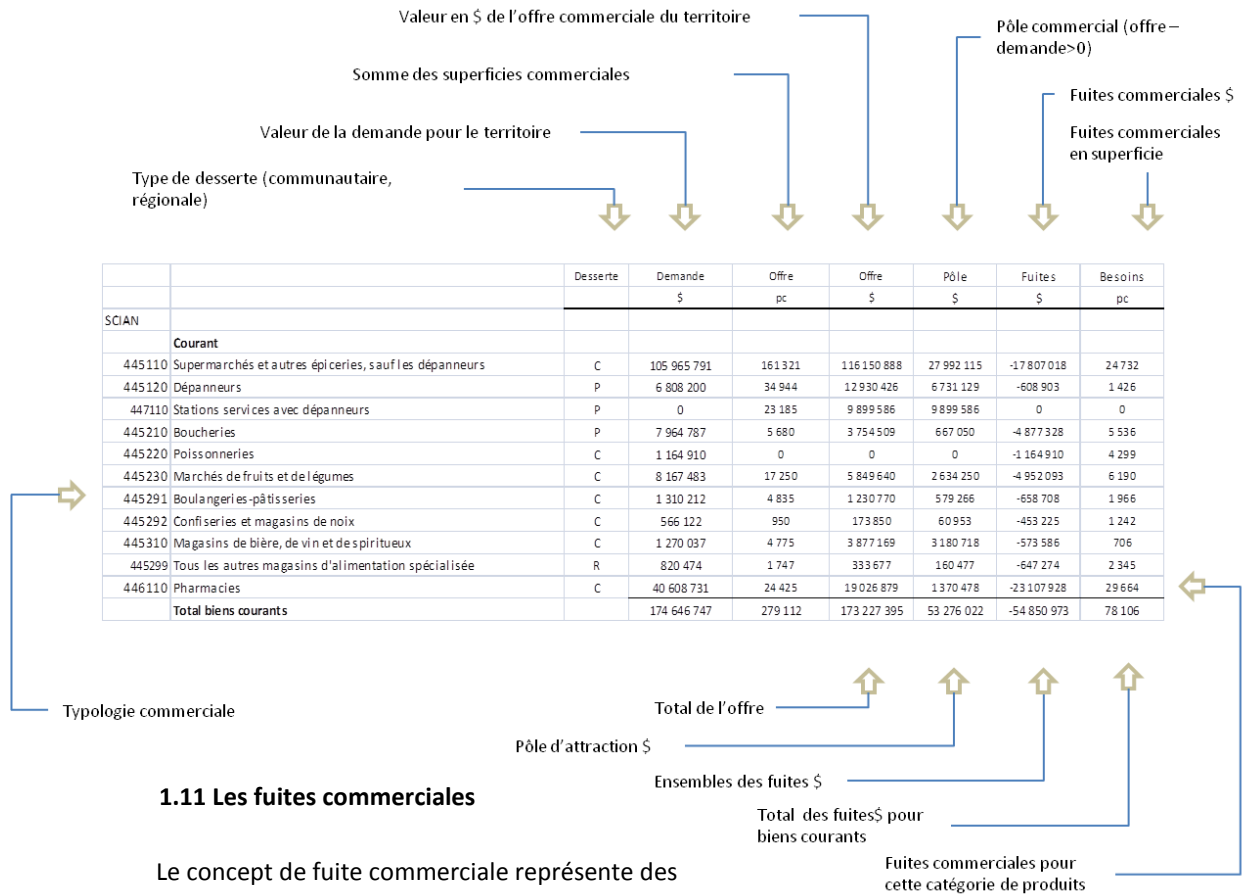 Valeur en $ de l'offre commerciale du territoire
Pôle commercial (offre –
demande>0)
Somme des superficies commerciales
Fuites commerciales $
Valeur de la demande pour le territoire
Fuites commerciales
en superficie
Type de desserte (communautaire,
régionale)
Desserte Demande Offre Offre Pôle Fuites Besoins
$ pc $ $ $ pc
SCIAN
Courant
445110 Supermarchés et autres épiceries, sauf les dépanneurs C 105 965 791 161 321 116 150 888 27 992 115 -17 807 018 24 732
445120 Dépanneurs P 6 808 200 34 944 12 930 426 6 731 129 -608 903 1 426
447110 Stations services avec dépanneurs P 0 23 185 9 899 586 9 899 586 0 0
445210 Boucheries P 7 964 787 5 680 3 754 509 667 050 -4 877 328 5 536
445220 Poissonneries C 1 164 910 0 0 0 -1 164 910 4 299
445230 Marchés de fruits et de légumes C 8 167 483 17 250 5 849 640 2 634 250 -4 952 093 6 190
445291 Boulangeries-pâtisseries C 1 310 212 4 835 1 230 770 579 266 -658 708 1 966
445292 Confiseries et magasins de noix C 566 122 950 173 850 60 953 -453 225 1 242
445310 Magasins de bière, de vin et de spiritueux C 1 270 037 4 775 3 877 169 3 180 718 -573 586 706
445299 Tous les autres magasins d'alimentation spécialisée R 820 474 1 747 333 677 160 477 -647 274 2 345
446110 Pharmacies C 40 608 731 24 425 19 026 879 1 370 478 -23 107 928 29 664
Total biens courants 174 646 747 279 112 173 227 395 53 276 022 -54 850 973 78 106
Typologie commerciale
Total de l'offre
Pôle d'attraction $
Ensembles des fuites $
1.11 Les fuites commerciales
Total des fuites$ pour
biens courants
Fuites commerciales pour
cette catégorie de produits
Le concept de fuite commerciale représente des